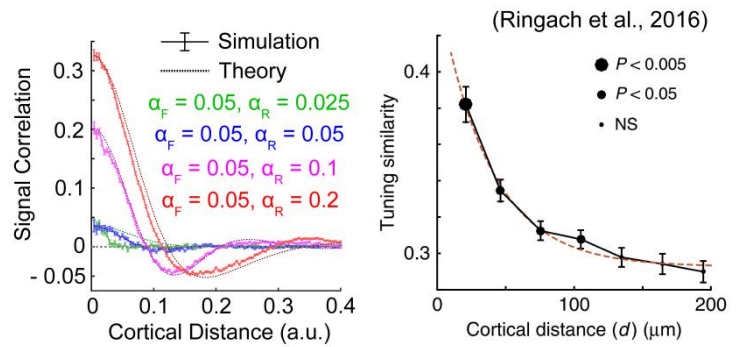 (Ringach et al., 2016)
Simulation
Theory
α_F = 0.05, α_R = 0.025
α_F = 0.05, α_R = 0.05
α_F = 0.05, α_R = 0.1
α_F = 0.05, α_R = 0.2
Signal Correlation
0.3
0.2
0.1
0
- 0.05
0
0.1
0.2
0.3
0.4
Cortical Distance (a.u.)
P < 0.005
P < 0.05
NS
Tuning similarity
0.4
0.3
0
50
100
150
200
Cortical distance (d) (μm)